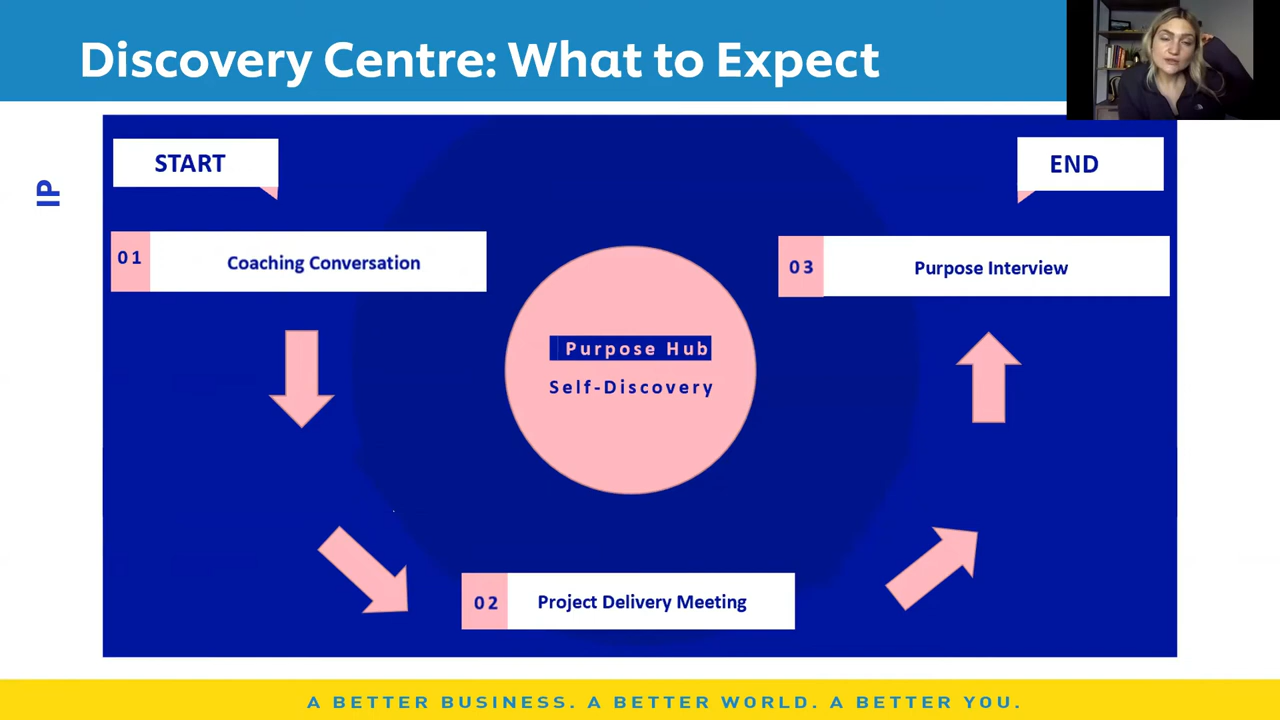 Discovery Centre: What to Expect
IP
START
END
01 Coaching Conversation
03 Purpose Interview
Purpose Hub
Self-Discovery
02 Project Delivery Meeting
A BETTER BUSINESS. A BETTER WORLD. A BETTER YOU.